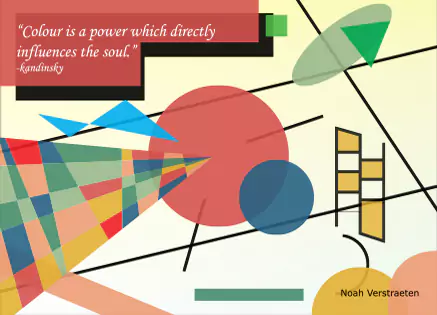 “Colour is a power which directly
influences the soul.”
-kandinsky
Noah Verstraeten